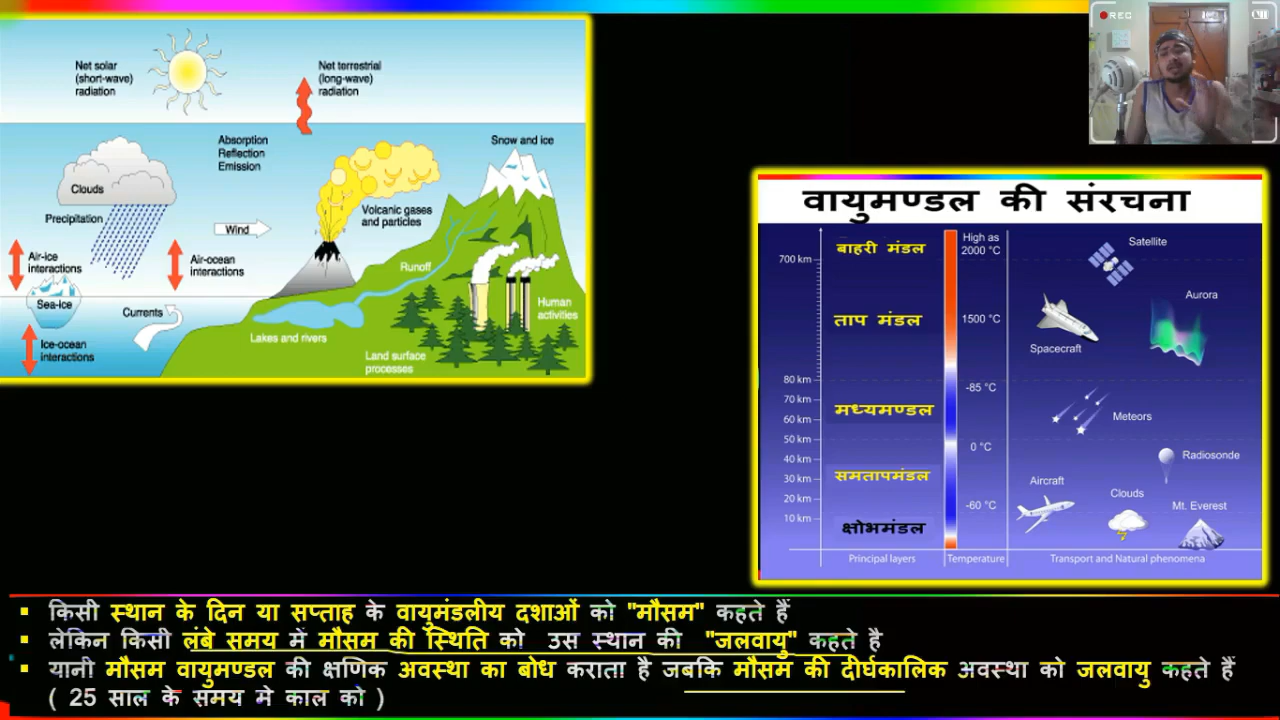 Net solar
(short-wave)
radiation
Net terrestrial
(long-wave)
radiation
Absorption
Reflection
Emission
Snow and ice
Clouds
Precipitation
Wind
Volcanic gases
and particles
Air-ice
interactions
Air-ocean
interactions
Runoff
Sea-ice
Currents
Human
activities
Lakes and rivers
Ice-ocean
interactions
Land surface
processes
REC
वायुमण्डल की संरचना
बाहरी मंडल
ताप मंडल
मध्यमण्डल
समतापमंडल
क्षोभमंडल
700 km
80 km
70 km
60 km
50 km
40 km
30 km
20 km
10 km
High as
2000 °C
1500 °C
-85 °C
0 °C
-60 °C
Satellite
Aurora
Spacecraft
Meteors
Radiosonde
Aircraft
Clouds
Mt. Everest
Principal layers
Temperature
Transport and Natural phenomena
▪ किसी स्थान के दिन या सप्ताह के वायुमंडलीय दशाओं को "मौसम" कहते हैं
▪ लेकिन किसी लंबे समय में मौसम की स्थिति को उस स्थान की "जलवायु" कहते है
▪ यानी मौसम वायुमण्डल की क्षणिक अवस्था का बोध कराता है जबकि मौसम की दीर्घकालिक अवस्था को जलवायु कहते हैं
( 25 साल के समय मे काल को )